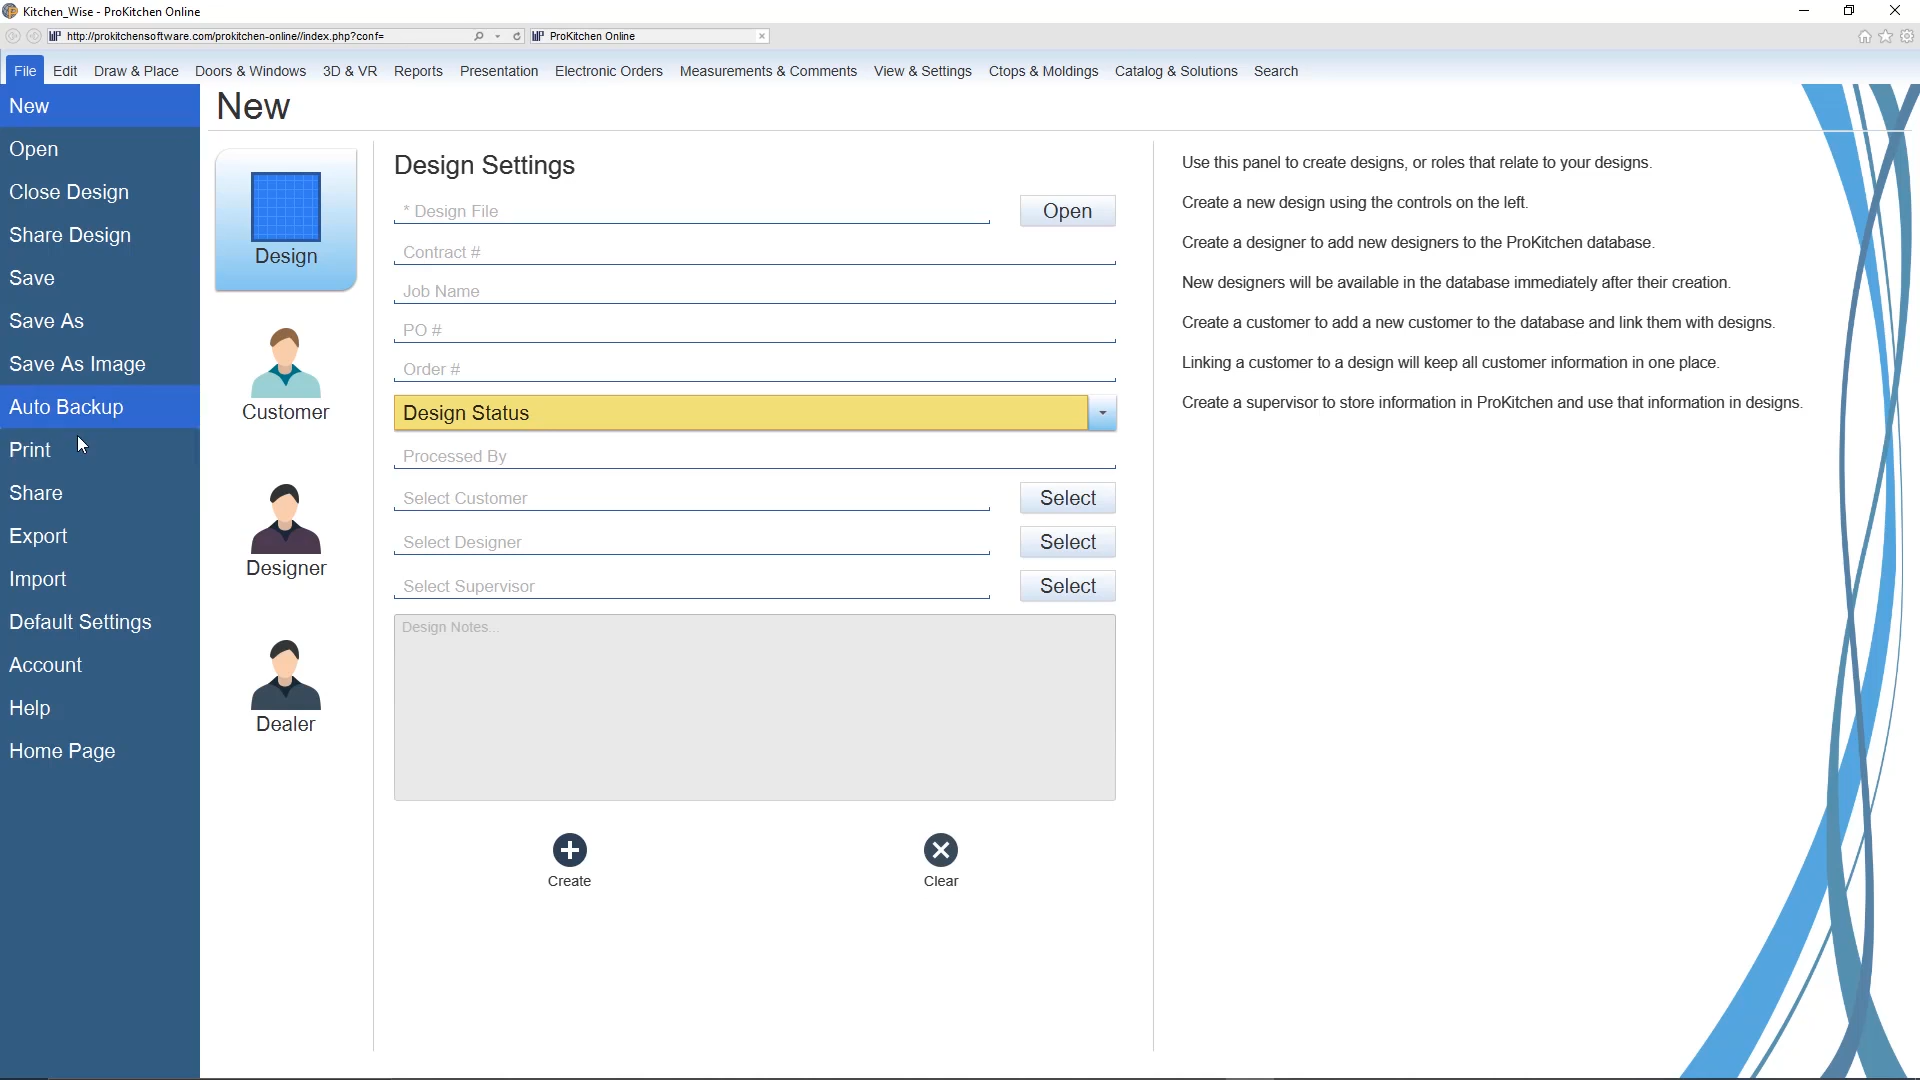 Kitchen_Wise - ProKitchen Online
http://prokitchensoftware.com/prokitchen-online//index.php?conf=
ProKitchen Online
File Edit Draw & Place Doors & Windows 3D & VR Reports Presentation Electronic Orders Measurements & Comments View & Settings Ctops & Moldings Catalog & Solutions Search
New
Open
Close Design
Share Design
Save
Save As
Save As Image
Auto Backup
Print
Share
Export
Import
Default Settings
Account
Help
Home Page
New
Design
Customer
Designer
Dealer
Design Settings
* Design File
Open
Contract #
Job Name
PO #
Order #
Design Status
Processed By
Select Customer
Select
Select Designer
Select
Select Supervisor
Select
Design Notes...
Create
Clear
Use this panel to create designs, or roles that relate to your designs.
Create a new design using the controls on the left.
Create a designer to add new designers to the ProKitchen database.
New designers will be available in the database immediately after their creation.
Create a customer to add a new customer to the database and link them with designs.
Linking a customer to a design will keep all customer information in one place.
Create a supervisor to store information in ProKitchen and use that information in designs.